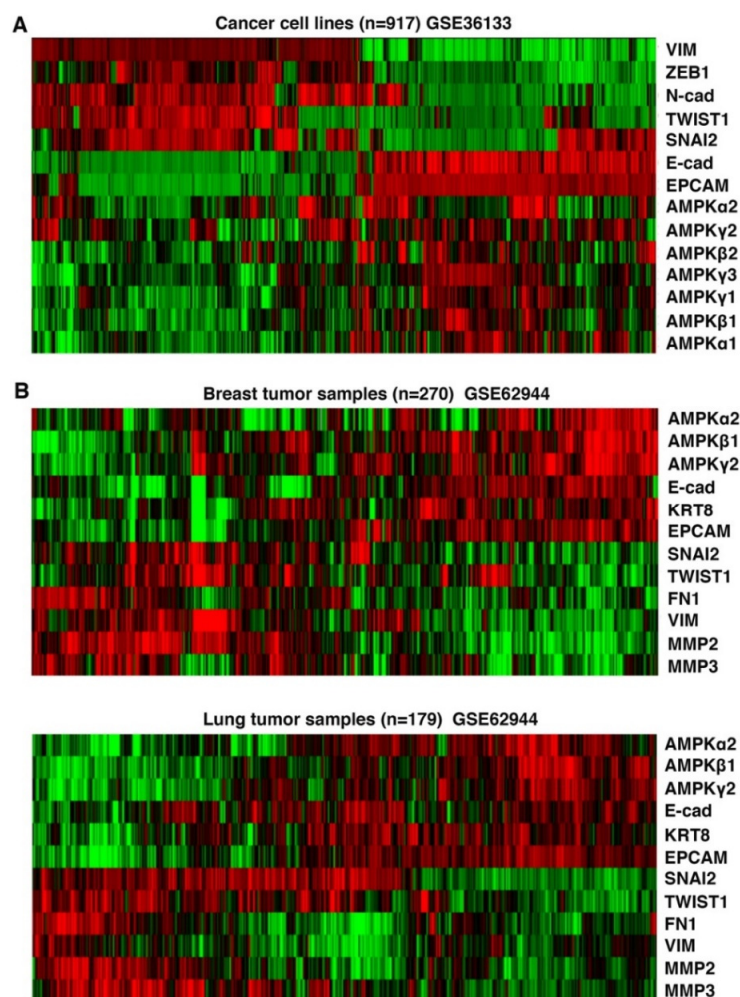 A
Cancer cell lines (n=917) GSE36133
VIM
ZEB1
N-cad
TWIST1
SNAI2
E-cad
EPCAM
AMPKα2
AMPKγ2
AMPKβ2
AMPKγ3
AMPKγ1
AMPKβ1
AMPKα1
B
Breast tumor samples (n=270) GSE62944
AMPKα2
AMPKβ1
AMPKγ2
E-cad
KRT8
EPCAM
SNAI2
TWIST1
FN1
VIM
MMP2
MMP3
Lung tumor samples (n=179) GSE62944
AMPKα2
AMPKβ1
AMPKγ2
E-cad
KRT8
EPCAM
SNAI2
TWIST1
FN1
VIM
MMP2
MMP3